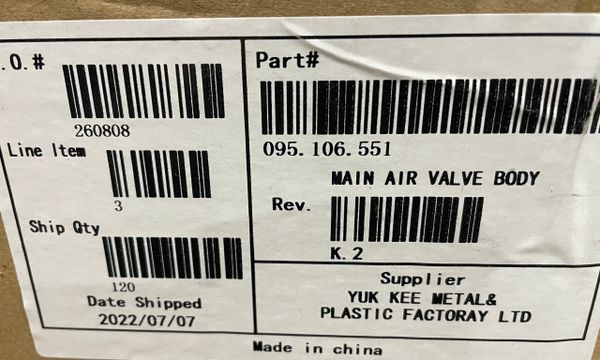 .O.#
260808
Line Item
3
Ship Qty
120
Date Shipped
2022/07/07
Part#
095.106.551
MAIN AIR VALVE BODY
Rev.
K.2
Supplier
YUK KEE METAL&
PLASTIC FACTORAY LTD
Made in china